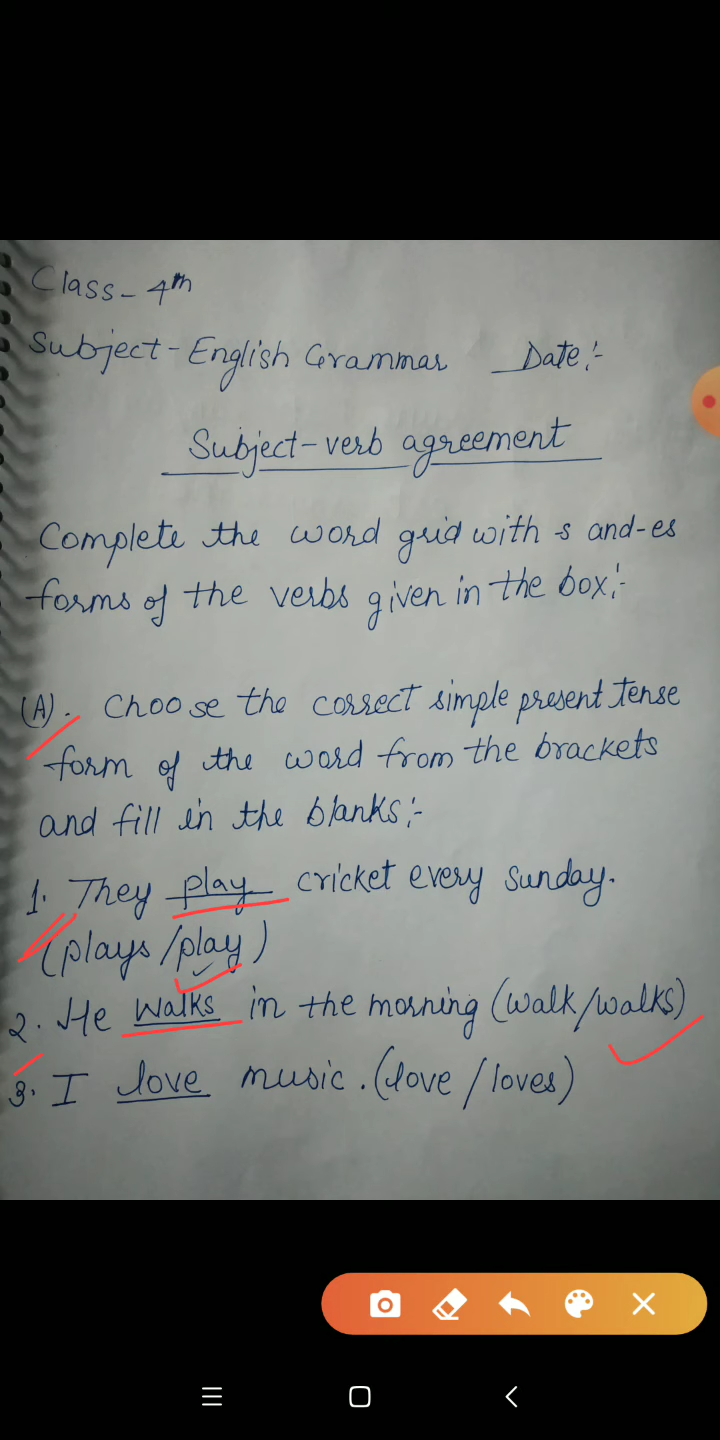 Class - 4th
Subject - English Grammar Date :-
Subject-verb agreement
Complete the word grid with -s and -es
forms of the verbs given in the box :-
(A). Choose the correct simple present tense
form of the word from the brackets
and fill in the blanks :-
1. They play cricket every Sunday.
(plays/play)
2. He walks in the morning (walk/walks)
3. I love music. (love / loves)